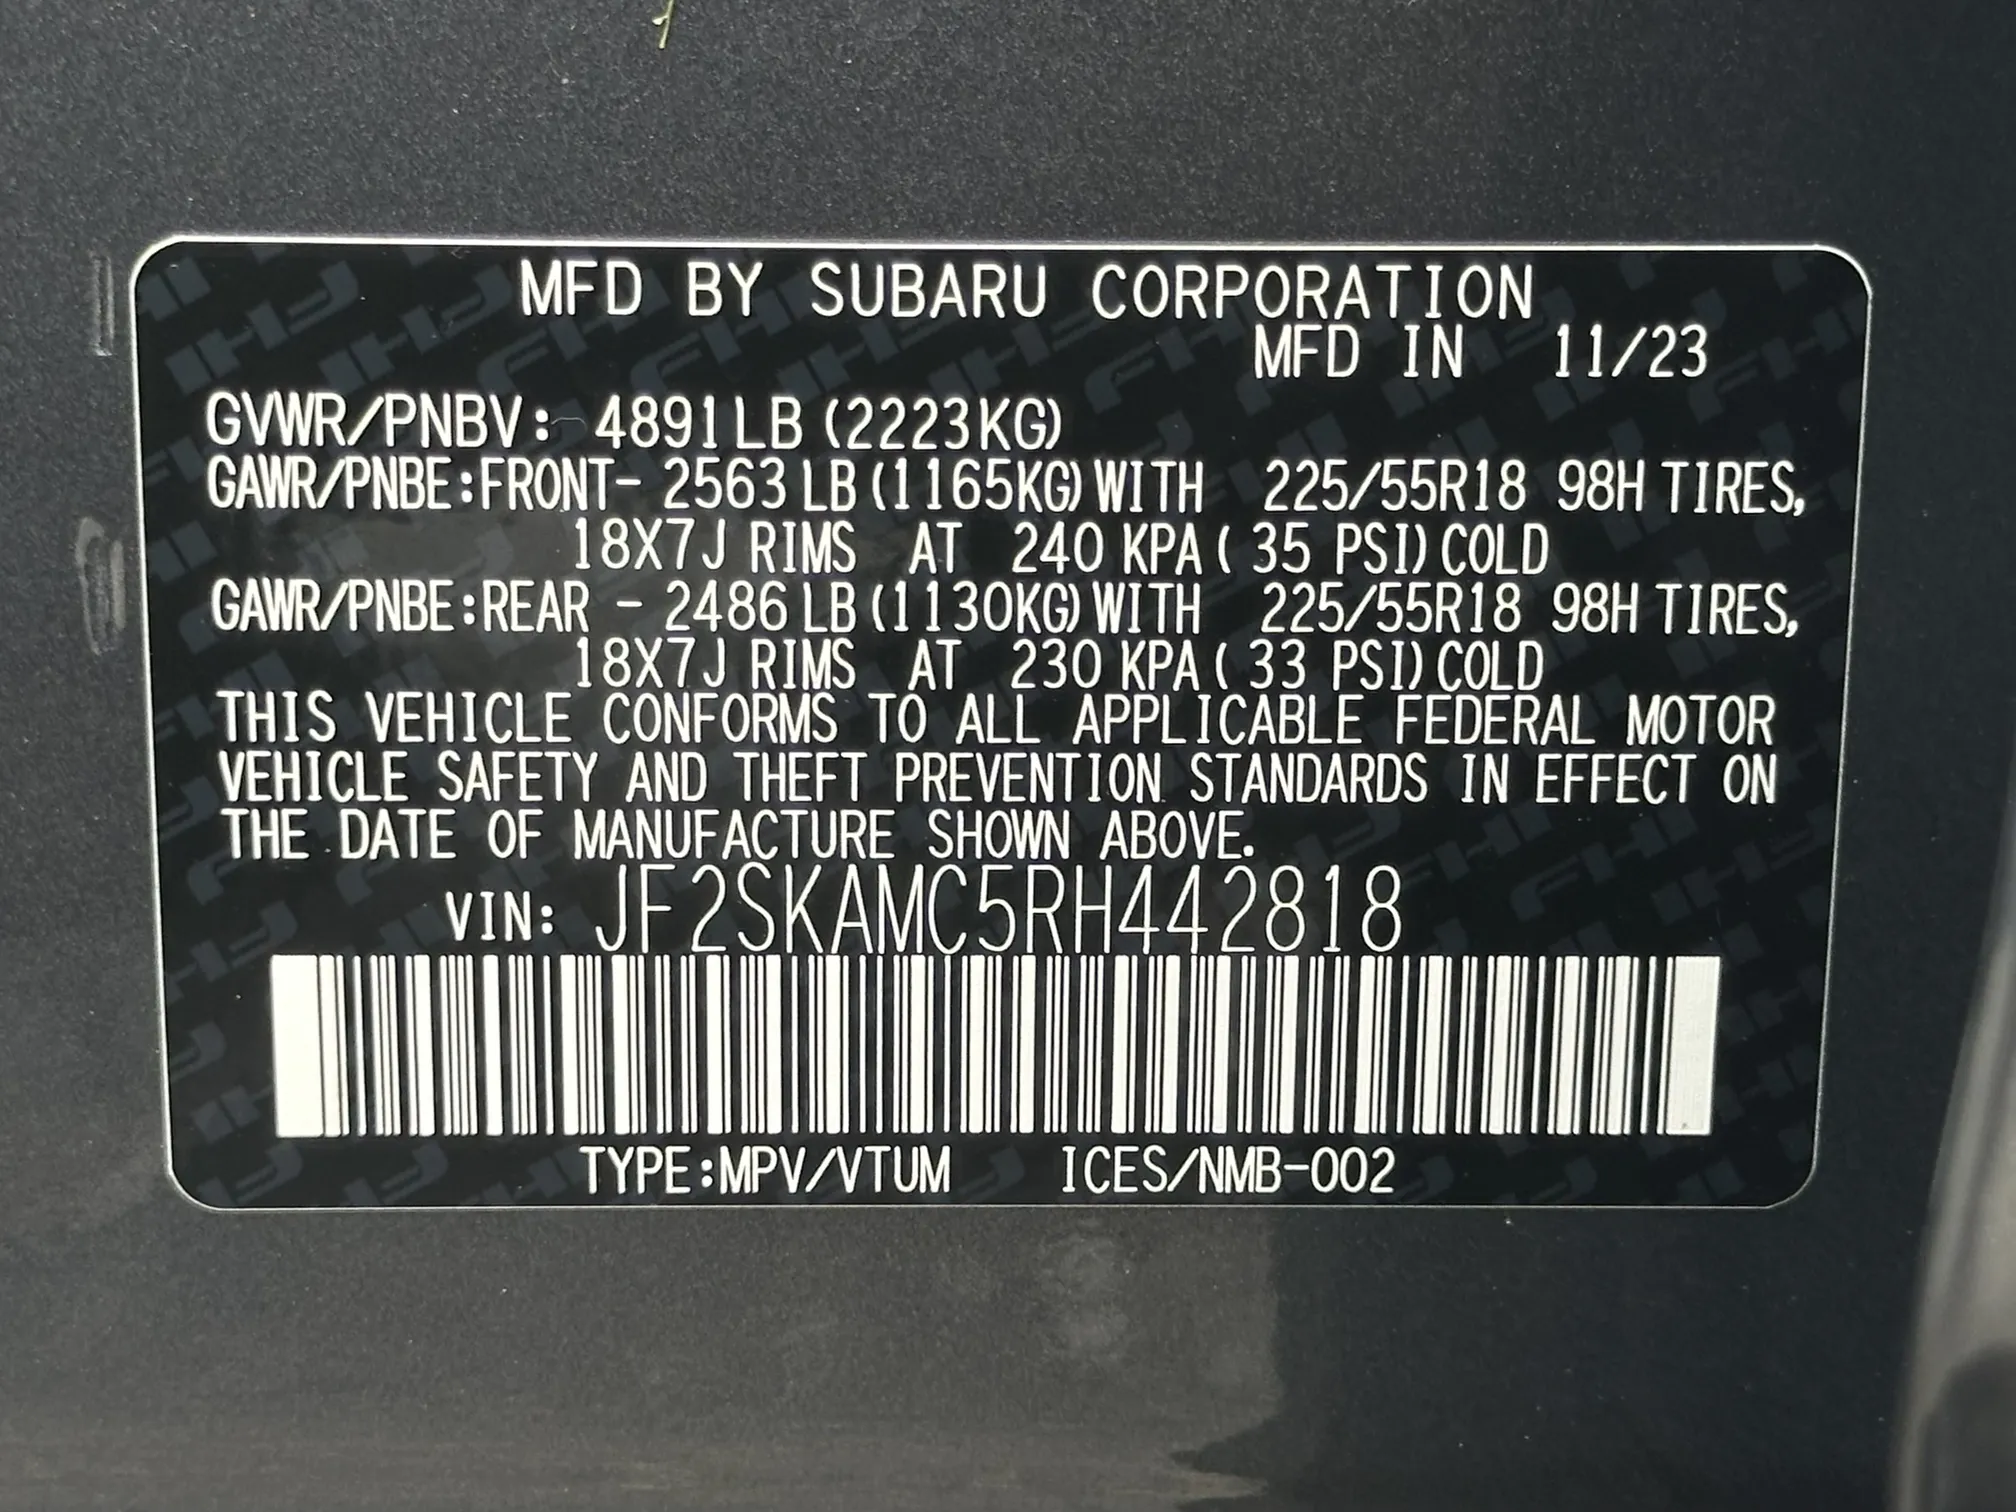 MFD BY SUBARU CORPORATION
MFD IN 11/23
GVWR/PNBV: 4891LB (2223KG)
GAWR/PNBE:FRONT- 2563 LB (1165KG) WITH 225/55R18 98H TIRES,
18X7J RIMS AT 240 KPA ( 35 PSI) COLD
GAWR/PNBE:REAR - 2486 LB (1130KG) WITH 225/55R18 98H TIRES,
18X7J RIMS AT 230 KPA ( 33 PSI) COLD
THIS VEHICLE CONFORMS TO ALL APPLICABLE FEDERAL MOTOR
VEHICLE SAFETY AND THEFT PREVENTION STANDARDS IN EFFECT ON
THE DATE OF MANUFACTURE SHOWN ABOVE.
VIN: JF2SKAMC5RH442818
TYPE:MPV/VTUM ICES/NMB-002